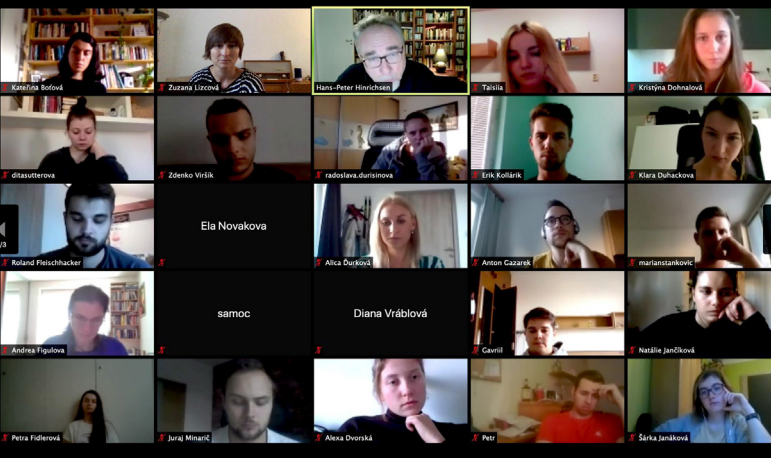 Kateřina Boťová
Zuzana Lizcová
Hans-Peter Hinrichsen
Taisiia
Kristýna Dohnalová
ditasutterova
Zdenko Viršík
radoslava.durisinova
Erik Kollárik
Klara Duhackova
/3
Roland Fleischhacker
Ela Novakova
Alica Ďurková
Anton Gazarek
marianstankovic
Andrea Figulova
samoc
Diana Vráblová
Gavriil
Natálie Jančíková
Petra Fidlerová
Juraj Minarič
Alexa Dvorská
Petr
Šárka Janáková